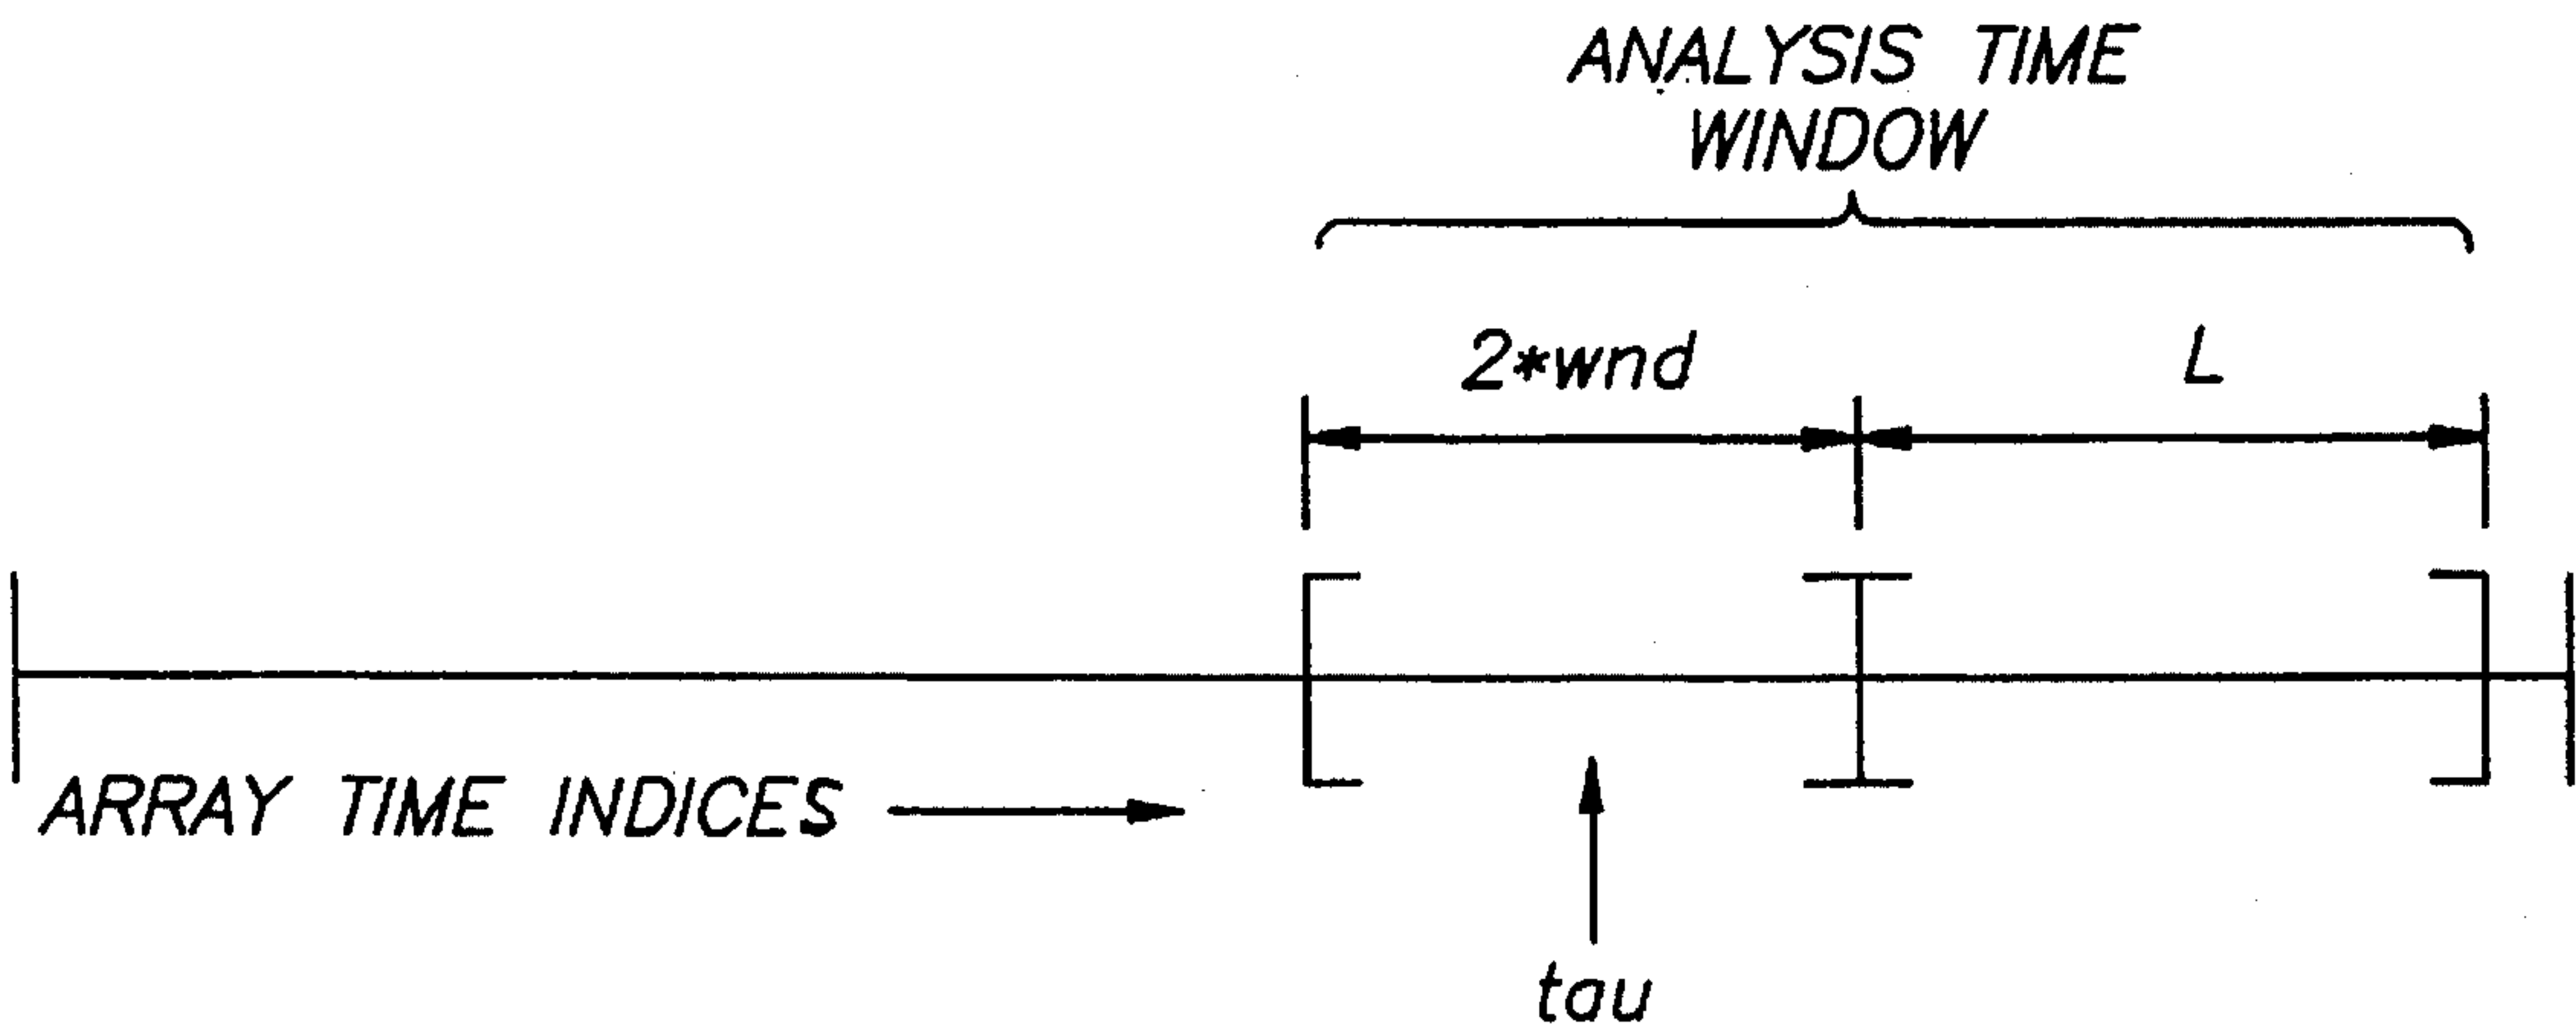 ANALYSIS TIME
WINDOW
2*wnd
L
ARRAY TIME INDICES
tau